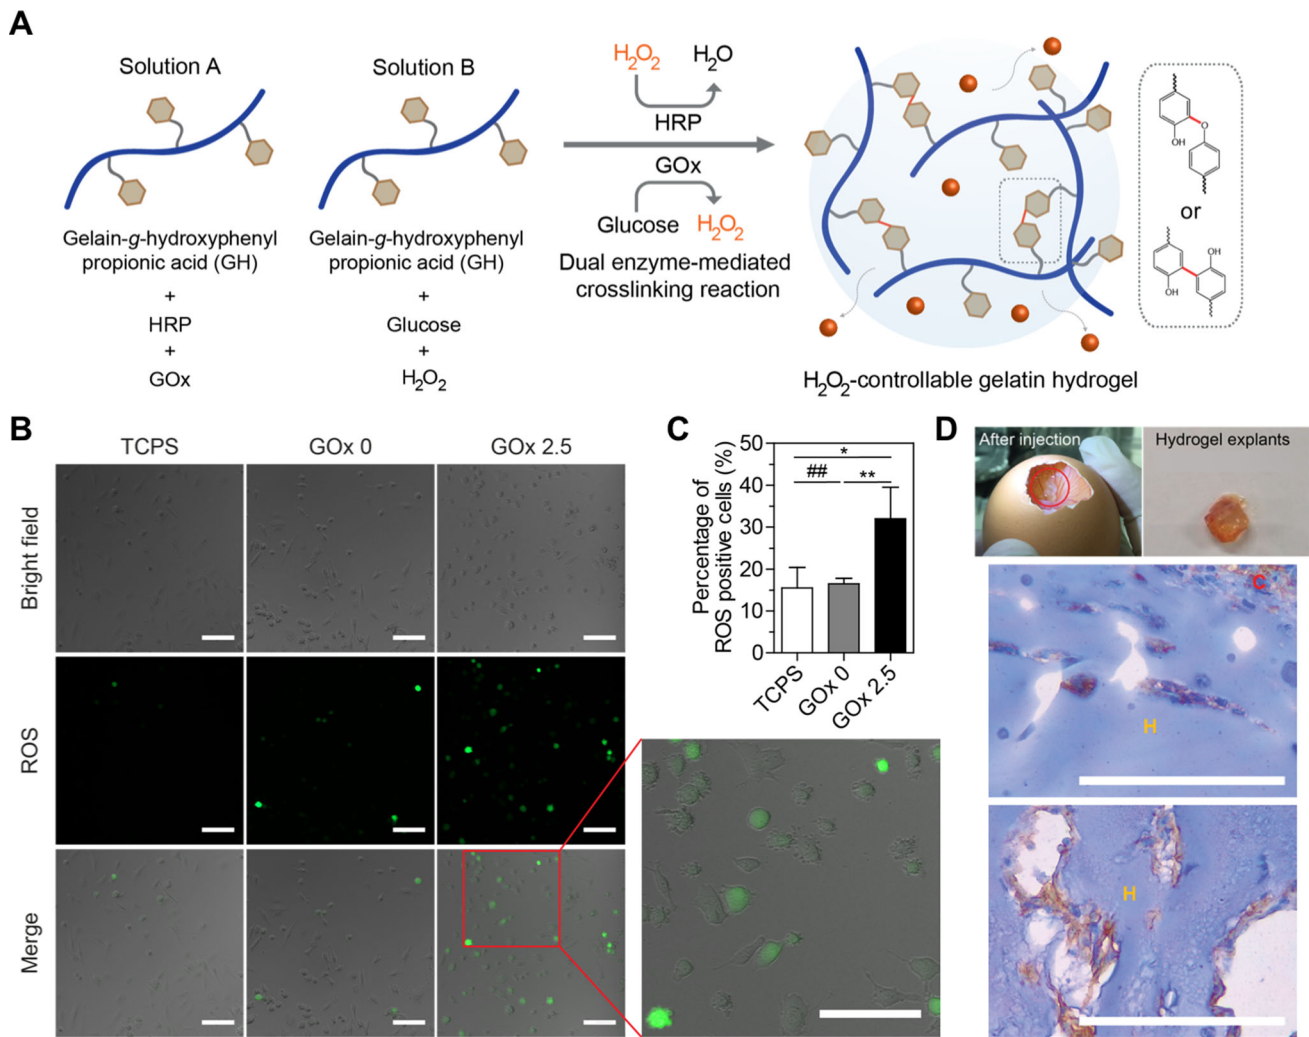 A
Solution A
Solution B
H2O2
H2O
HRP
GOx
Glucose
H2O2
Dual enzyme-mediated
crosslinking reaction
Gelain-g-hydroxyphenyl
propionic acid (GH)
+
HRP
+
GOx
Gelain-g-hydroxyphenyl
propionic acid (GH)
+
Glucose
+
H2O2
O
OH
or
OH
OH
H2O2-controllable gelatin hydrogel
B
TCPS
GOx 0
GOx 2.5
Bright field
ROS
Merge
C
Percentage of
ROS positive cells (%)
50
40
30
20
10
0
*
##
**
TCPS
GOx 0
GOx 2.5
D
After injection
Hydrogel explants
C
H
H